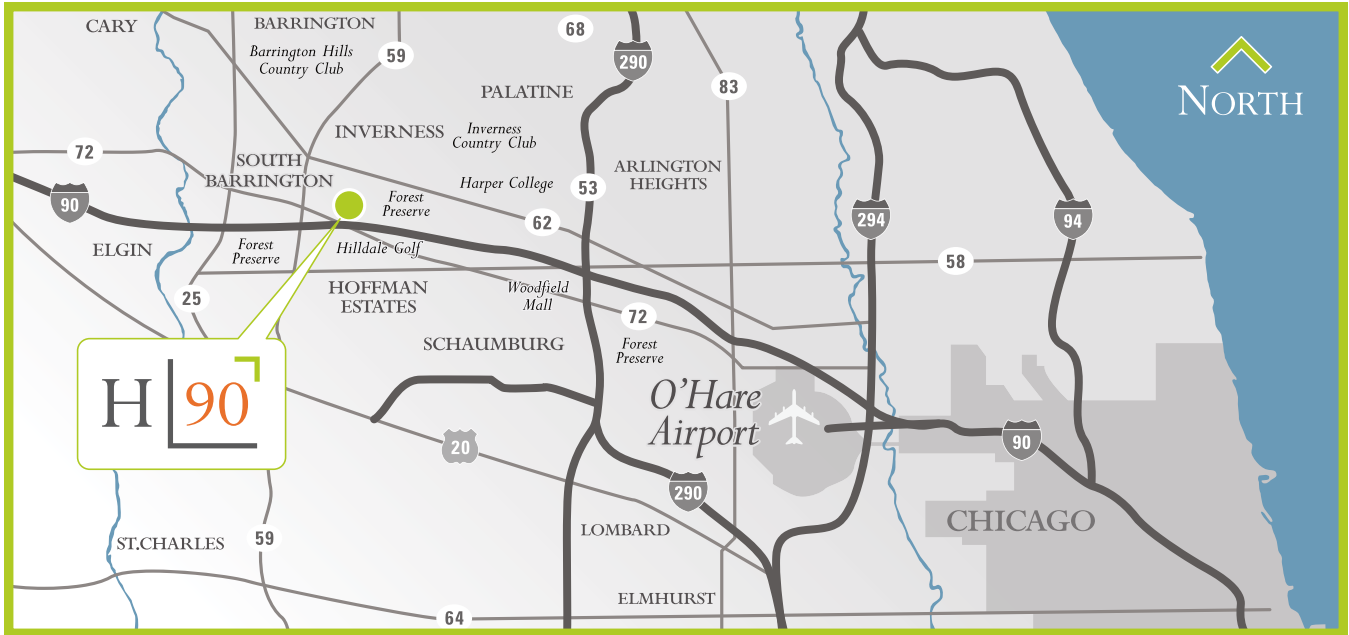 CARY
BARRINGTON
Barrington Hills
Country Club
59
68
290
83
NORTH
PALATINE
INVERNESS
Inverness
Country Club
72
SOUTH
BARRINGTON
ARLINGTON
HEIGHTS
Harper College
53
90
Forest
Preserve
62
294
94
ELGIN
Forest
Preserve
Hilldale Golf
58
25
HOFFMAN
ESTATES
Woodfield
Mall
72
SCHAUMBURG
Forest
Preserve
H 90
O'Hare
Airport
20
90
290
CHICAGO
LOMBARD
ST.CHARLES
59
ELMHURST
64